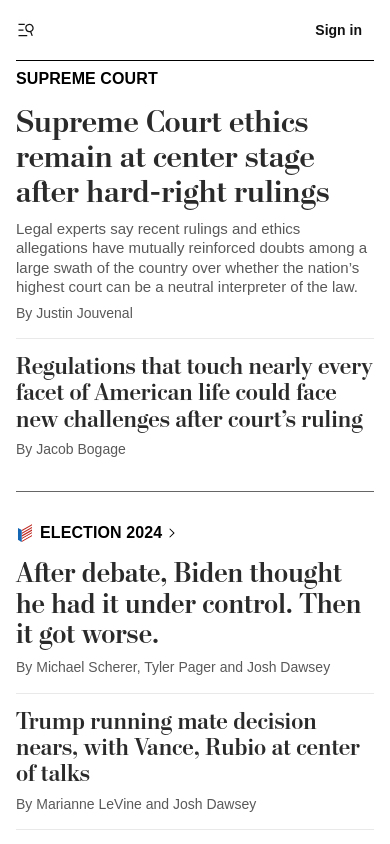 Sign in
SUPREME COURT
Supreme Court ethics
remain at center stage
after hard-right rulings
Legal experts say recent rulings and ethics
allegations have mutually reinforced doubts among a
large swath of the country over whether the nation’s
highest court can be a neutral interpreter of the law.
By Justin Jouvenal
Regulations that touch nearly every
facet of American life could face
new challenges after court’s ruling
By Jacob Bogage
ELECTION 2024
After debate, Biden thought
he had it under control. Then
it got worse.
By Michael Scherer, Tyler Pager and Josh Dawsey
Trump running mate decision
nears, with Vance, Rubio at center
of talks
By Marianne LeVine and Josh Dawsey